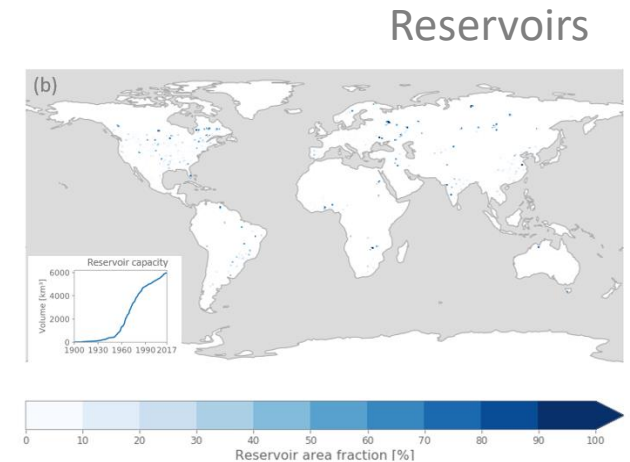 Reservoirs
(b)
Reservoir capacity
Volume [km³]
6000
4000
2000
0
1900 1930 1960 1990 2017
0 10 20 30 40 50 60 70 80 90 100
Reservoir area fraction [%]